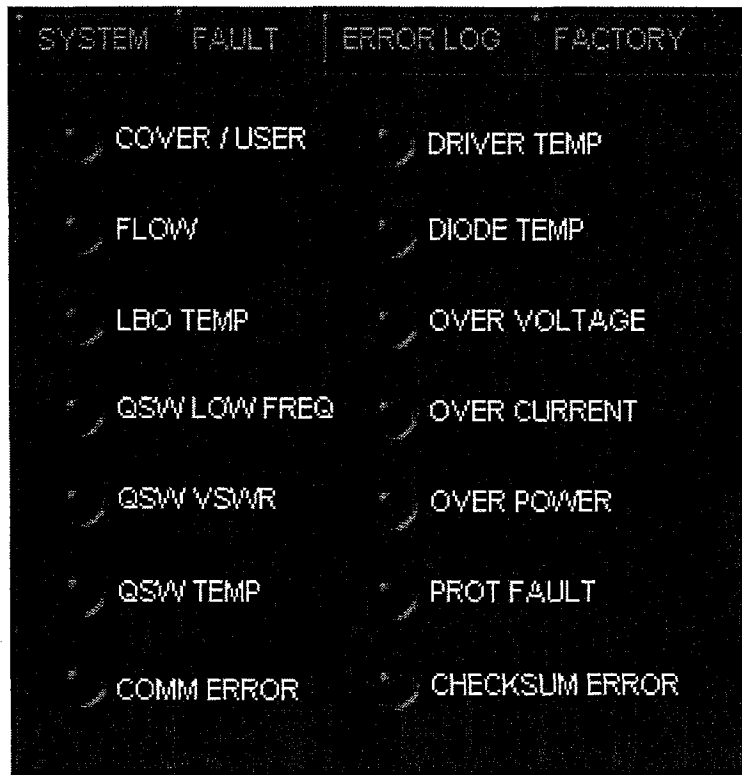 SYSTEM FAULT ERROR LOG FACTORY
COVER / USER DRIVER TEMP
FLOW DIODE TEMP
LBO TEMP OVER VOLTAGE
QSW LOW FREQ OVER CURRENT
QSW VSWR OVER POWER
QSW TEMP PROT FAULT
COMM ERROR CHECKSUM ERROR